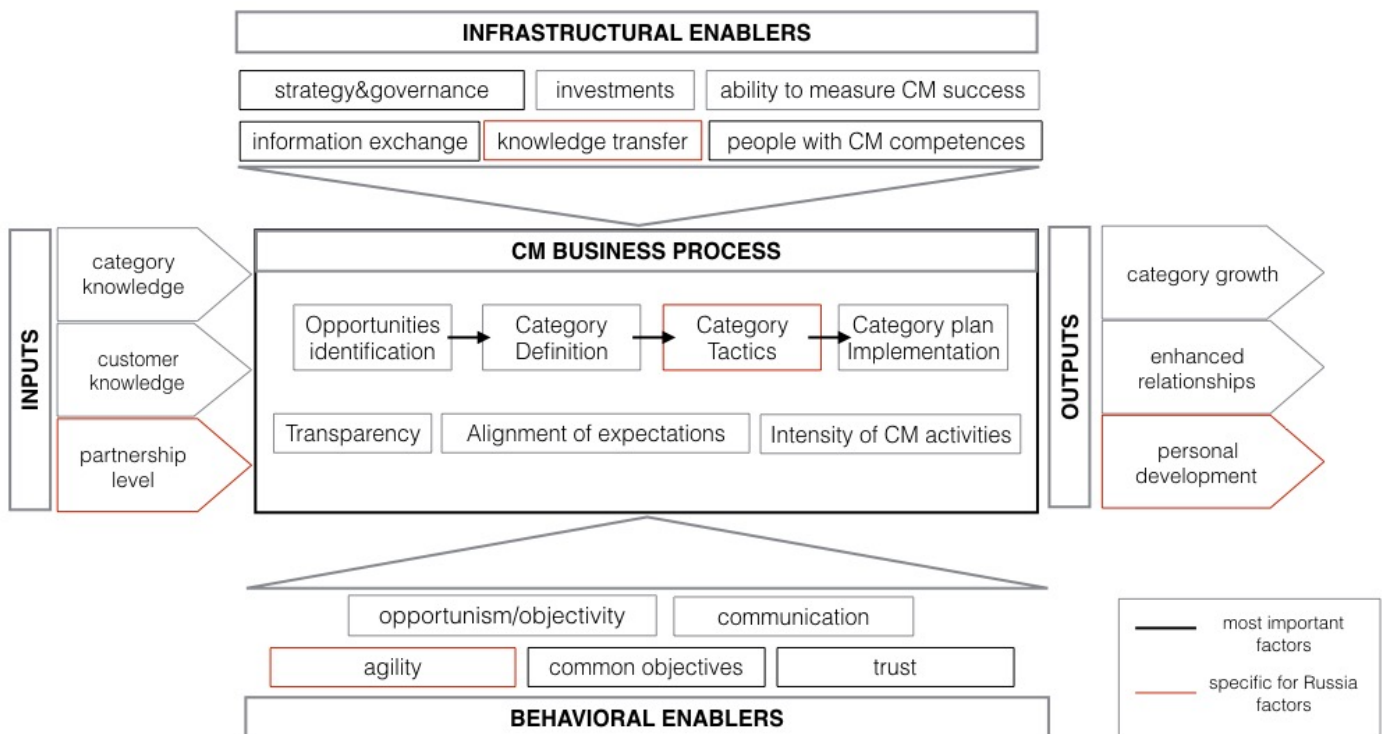 INFRASTRUCTURAL ENABLERS
strategy&governance
investments
ability to measure CM success
information exchange
knowledge transfer
people with CM competences
INPUTS
category
knowledge
customer
knowledge
partnership
level
CM BUSINESS PROCESS
Opportunities
identification
Category
Definition
Category
Tactics
Category plan
Implementation
Transparency
Alignment of expectations
Intensity of CM activities
OUTPUTS
category growth
enhanced
relationships
personal
development
opportunism/objectivity
communication
agility
common objectives
trust
BEHAVIORAL ENABLERS
most important
factors
specific for Russia
factors